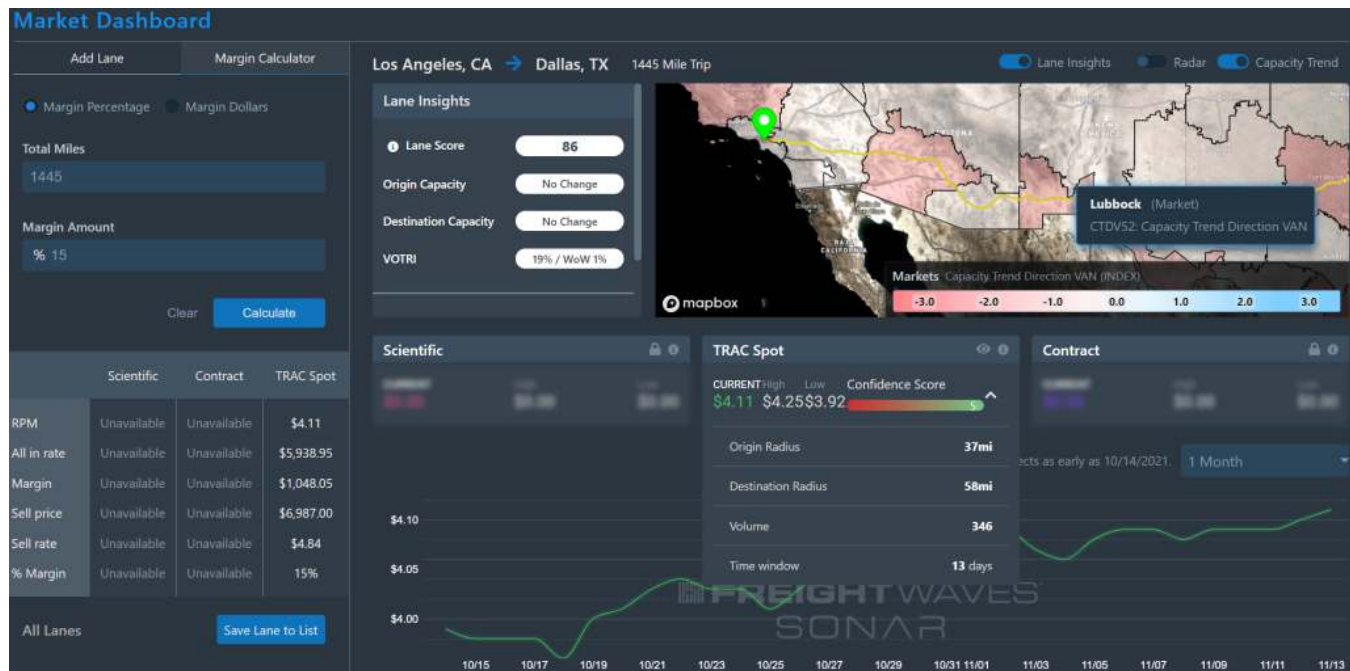 Market Dashboard
Add Lane
Margin Calculator
Margin Percentage
Margin Dollars
Total Miles
1445
Margin Amount
% 15
Clear
Calculate
Scientific Contract TRAC Spot
RPM Unavailable Unavailable $4.11
All in rate Unavailable Unavailable $5,938.95
Margin Unavailable Unavailable $1,048.05
Sell price Unavailable Unavailable $6,987.00
Sell rate Unavailable Unavailable $4.84
% Margin Unavailable Unavailable 15%
All Lanes
Save Lane to List
Los Angeles, CA → Dallas, TX 1445 Mile Trip
Lane Insights
Radar
Capacity Trend
Lane Insights
Lane Score 86
Origin Capacity No Change
Destination Capacity No Change
VOTRI 19% / WoW 1%
ARIZONA
BAJA
CALIFORNIA
Lubbock (Market)
CTDV52: Capacity Trend Direction VAN
Markets Capacity Trend Direction VAN (INDEX)
-3.0 -2.0 -1.0 0.0 1.0 2.0 3.0
mapbox
Scientific
TRAC Spot
CURRENT High Low Confidence Score
$4.11 $4.25 $3.92 5
Origin Radius 37mi
Destination Radius 58mi
Volume 346
Time window 13 days
Contract
ects as early as 10/14/2021.
1 Month
$4.10
$4.05
$4.00
FREIGHTWAVES
SONAR
10/15 10/17 10/19 10/21 10/23 10/25 10/27 10/29 10/31 11/01 11/03 11/05 11/07 11/09 11/11 11/13